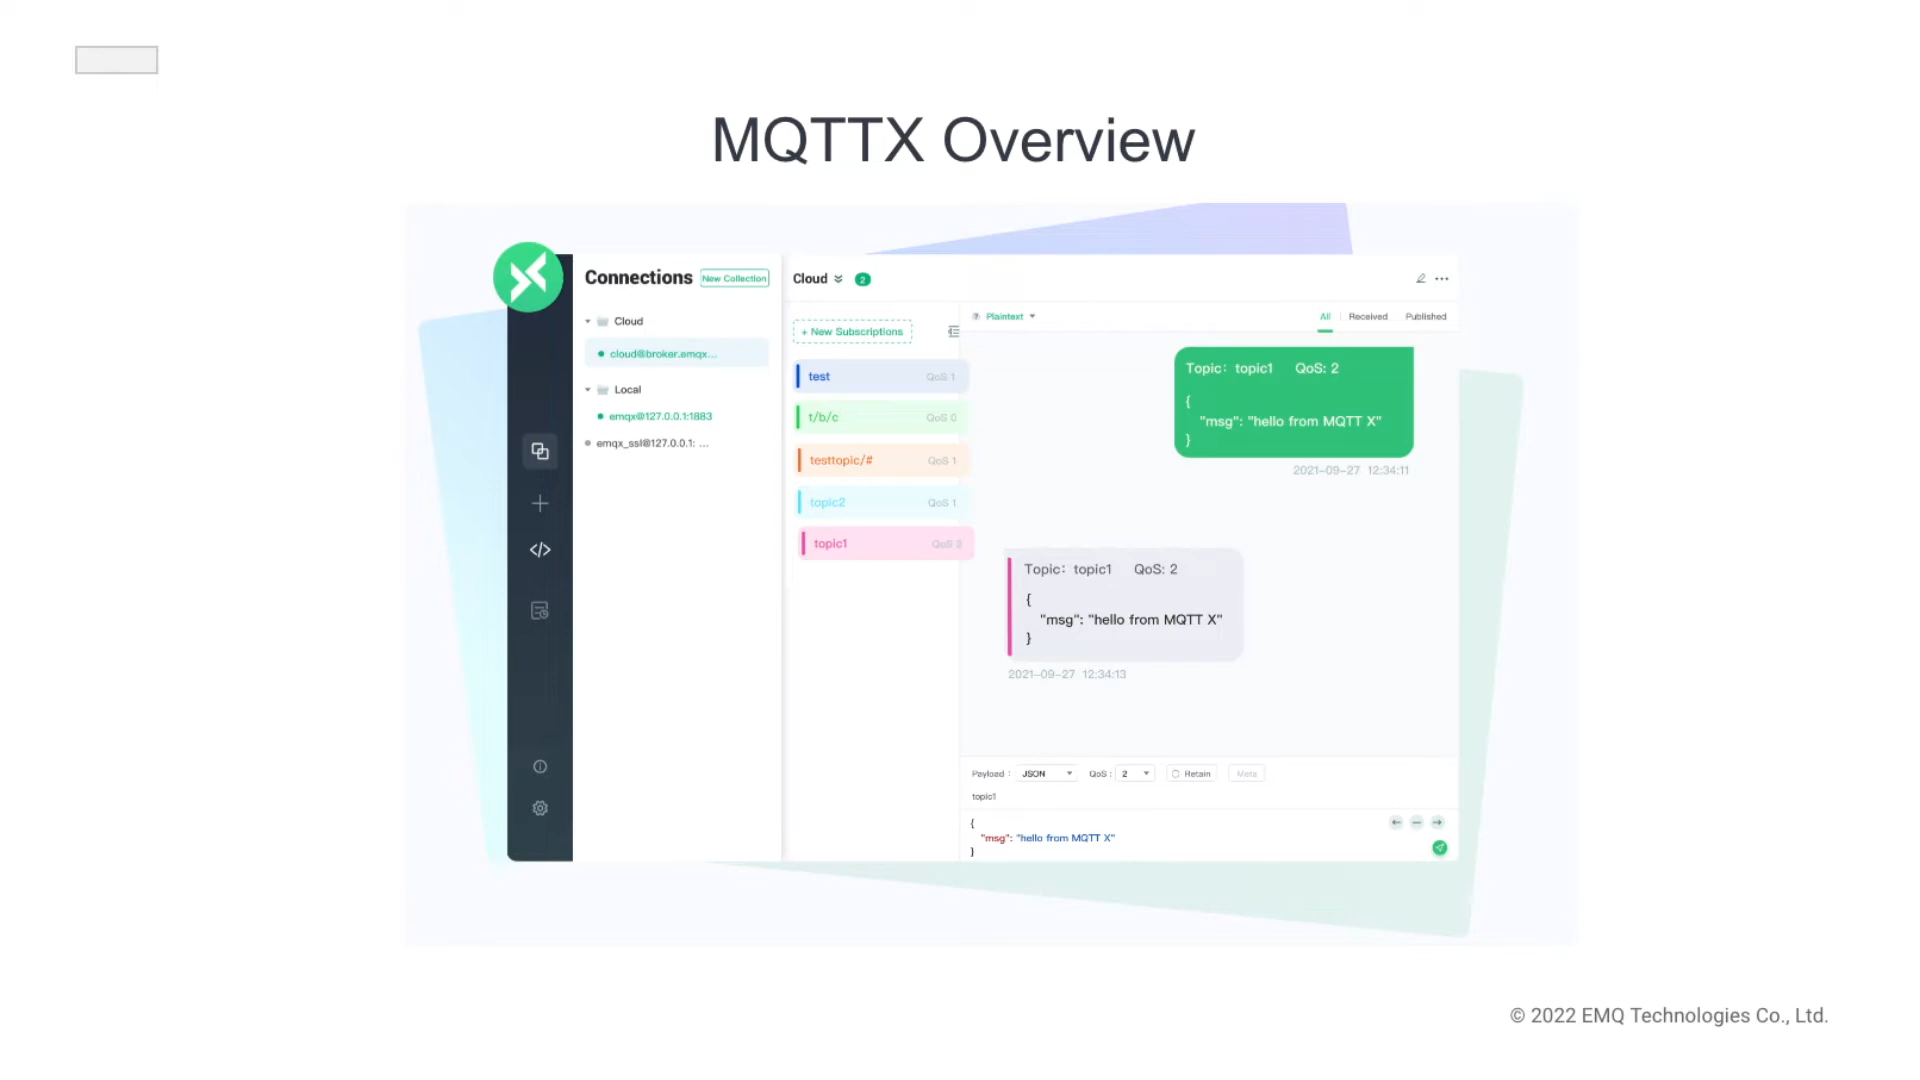 MQTTX Overview
Connections New Collection
Cloud
cloud@broker.emqx...
Local
emqx@127.0.0.1:1883
emqx_ssl@127.0.0.1: ...
Cloud 2
+ New Subscriptions
test QoS 1
t/b/c QoS 0
testtopic/# QoS 1
topic2 QoS 1
topic1 QoS 2
Plaintext All Received Published
Topic: topic1 QoS: 2
{
"msg": "hello from MQTT X"
}
2021-09-27 12:34:11
Topic: topic1 QoS: 2
{
"msg": "hello from MQTT X"
}
2021-09-27 12:34:13
Payload : JSON QoS : 2 Retain Meta
topic1
{
"msg": "hello from MQTT X"
}
© 2022 EMQ Technologies Co., Ltd.